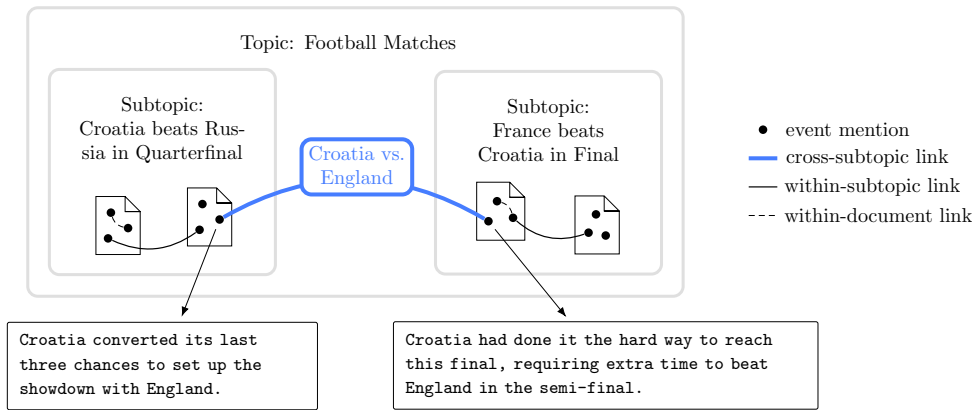 Topic: Football Matches
Subtopic:
Croatia beats Rus-
sia in Quarterfinal
Croatia vs.
England
Subtopic:
France beats
Croatia in Final
event mention
cross-subtopic link
within-subtopic link
within-document link
Croatia converted its last
three chances to set up the
showdown with England.
Croatia had done it the hard way to reach
this final, requiring extra time to beat
England in the semi-final.